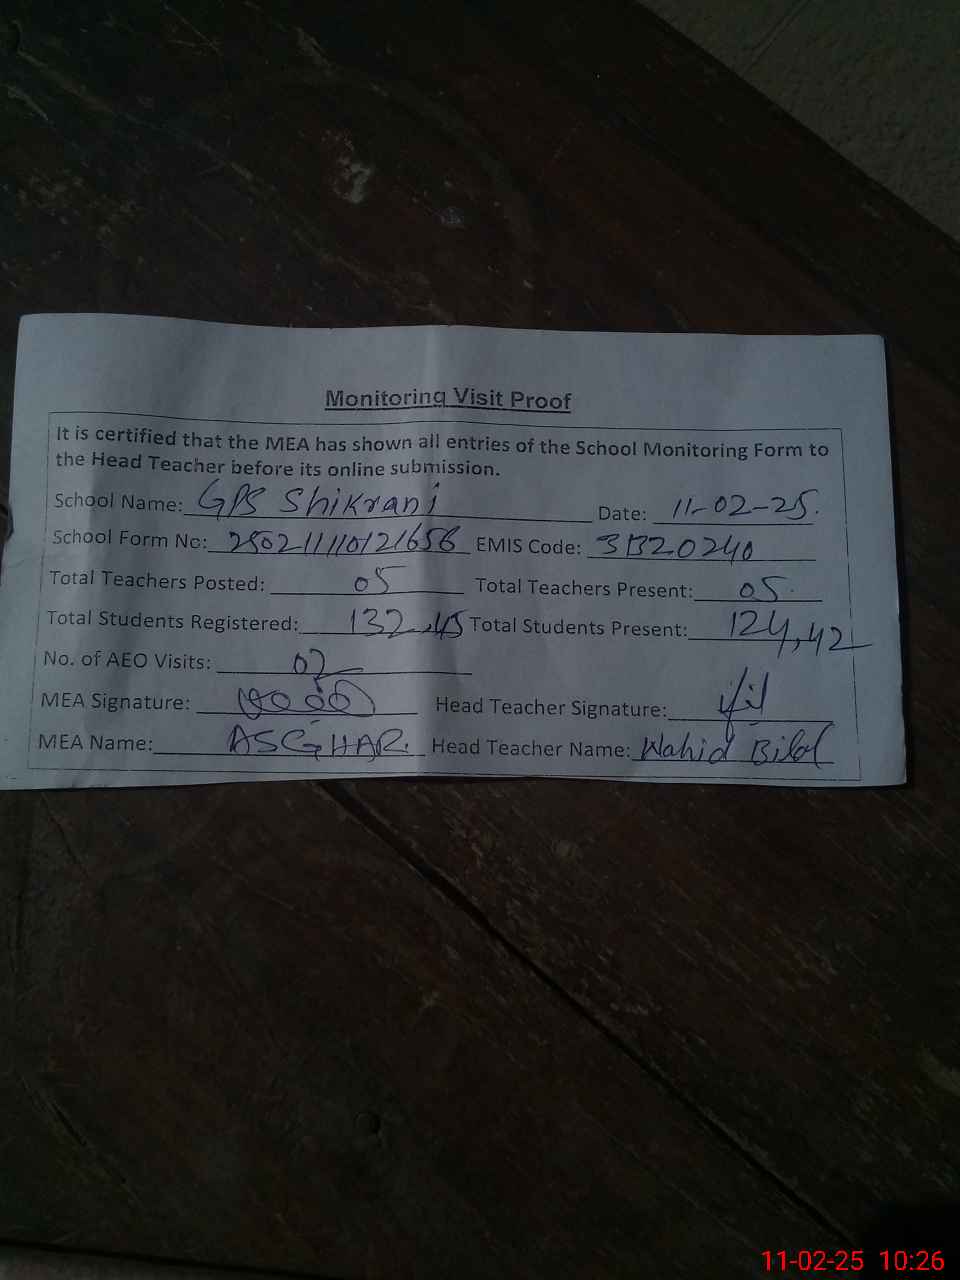 Monitoring Visit Proof
It is certified that the MEA has shown all entries of the School Monitoring Form to
the Head Teacher before its online submission.
School Name: GPS Shikrani Date: 11-02-25.
School Form No: 250211110121656 EMIS Code: 31320240
Total Teachers Posted: 05 Total Teachers Present: 05
Total Students Registered: 132,45 Total Students Present: 124,42
No. of AEO Visits: 02
MEA Signature: Head Teacher Signature:
MEA Name: ASGHAR. Head Teacher Name: Wahid Bilal
11-02-25 10:26